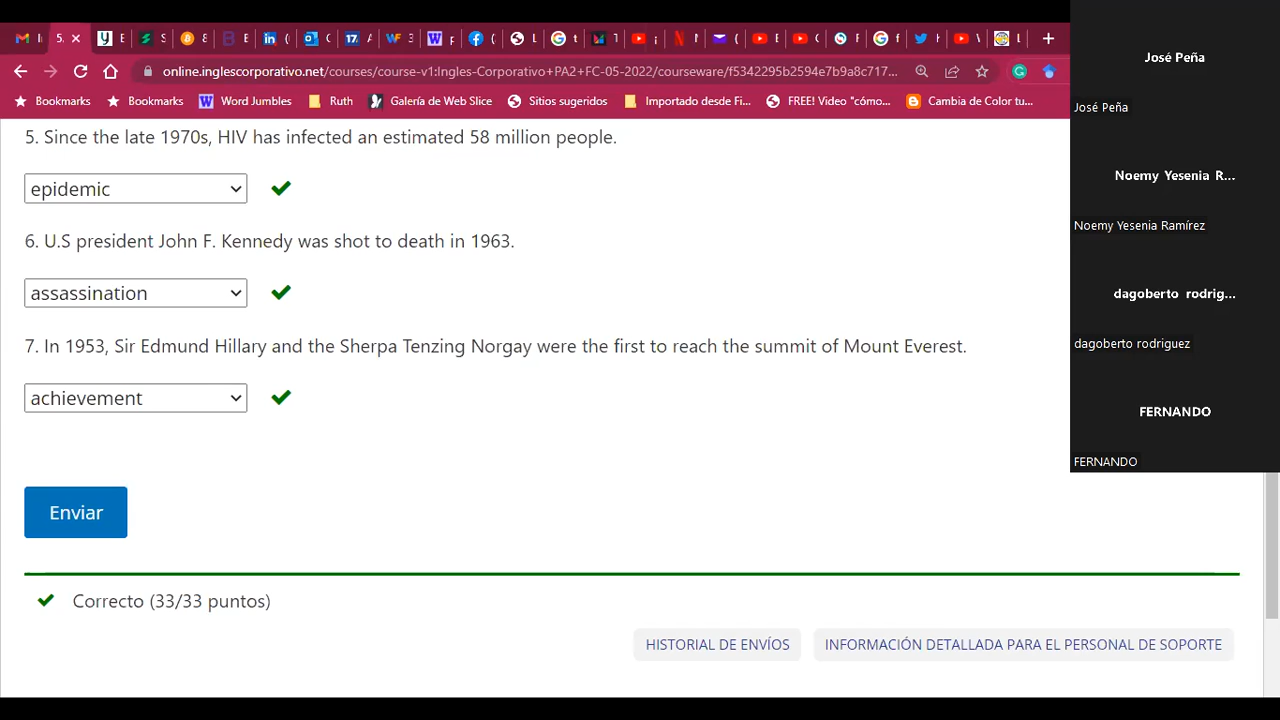 5.
online.inglescorporativo.net/courses/course-v1:Ingles-Corporativo+PA2+FC-05-2022/courseware/f5342295b2594e7b9a8c717...
Bookmarks Bookmarks Word Jumbles Ruth Galería de Web Slice Sitios sugeridos Importado desde Fi... FREE! Video "cómo... Cambia de Color tu...
5. Since the late 1970s, HIV has infected an estimated 58 million people.
epidemic
6. U.S president John F. Kennedy was shot to death in 1963.
assassination
7. In 1953, Sir Edmund Hillary and the Sherpa Tenzing Norgay were the first to reach the summit of Mount Everest.
achievement
Enviar
Correcto (33/33 puntos)
HISTORIAL DE ENVÍOS INFORMACIÓN DETALLADA PARA EL PERSONAL DE SOPORTE
José Peña
José Peña
Noemy Yesenia R...
Noemy Yesenia Ramírez
dagoberto rodrig...
dagoberto rodriguez
FERNANDO
FERNANDO